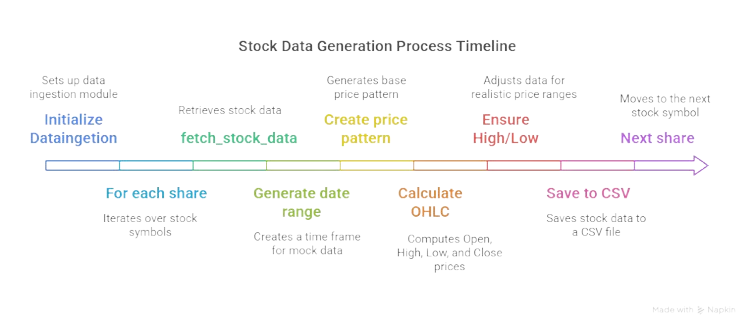 Stock Data Generation Process Timeline
Sets up data
ingestion module
Initialize
Dataingetion
For each share
Iterates over stock
symbols
Retrieves stock data
fetch_stock_data
Generate date
range
Creates a time frame
for mock data
Generates base
price pattern
Create price
pattern
Calculate
OHLC
Computes Open,
High, Low, and Close
prices
Adjusts data for
realistic price ranges
Ensure
High/Low
Save to CSV
Saves stock data to
a CSV file
Moves to the next
stock symbol
Next share
Made with Napkin